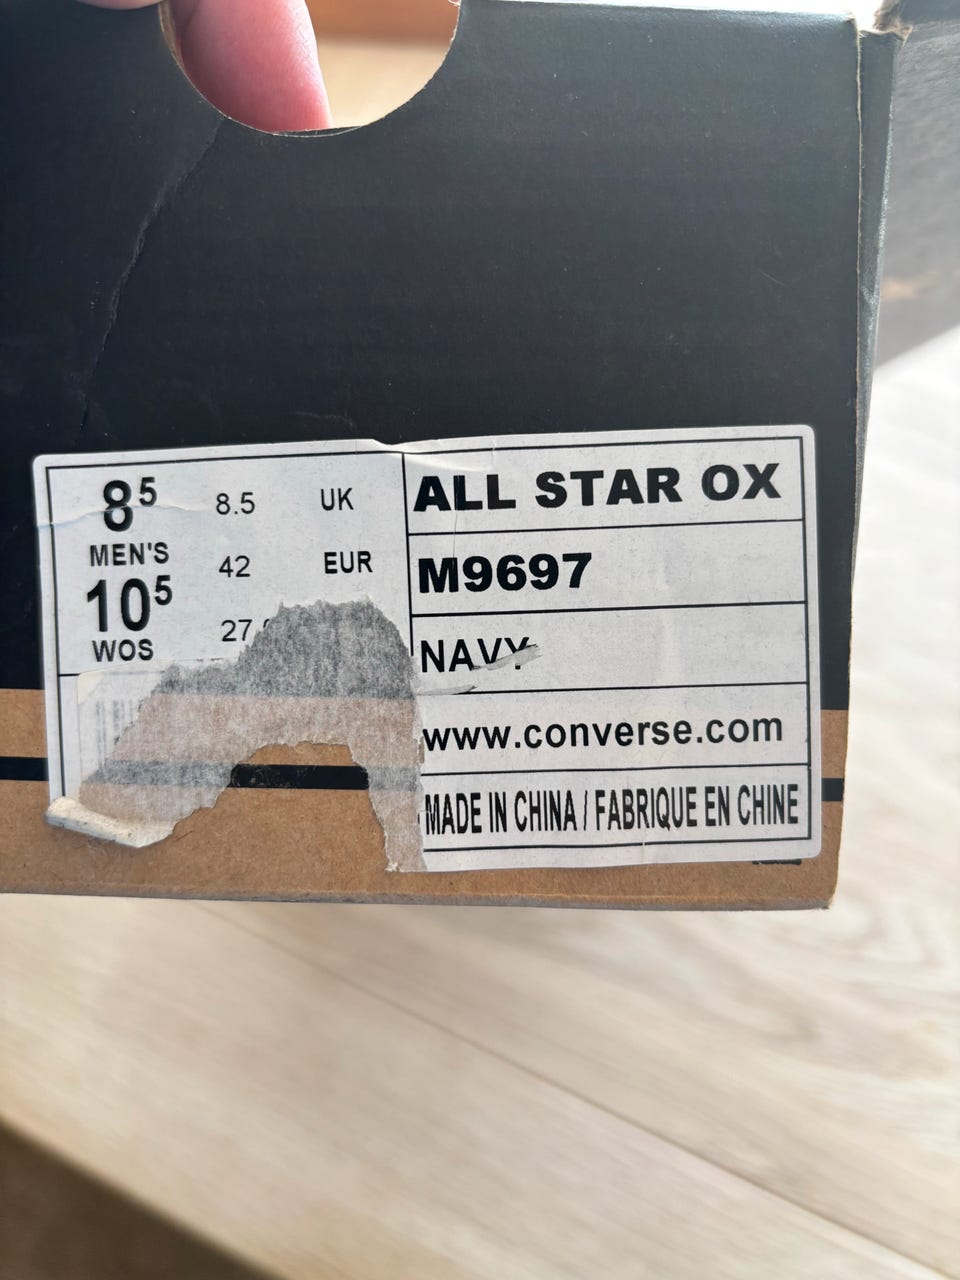 8⁵ 8.5 UK
MEN'S
42 EUR
10⁵
WOS
27
ALL STAR OX
M9697
NAVY
www.converse.com
MADE IN CHINA / FABRIQUE EN CHINE